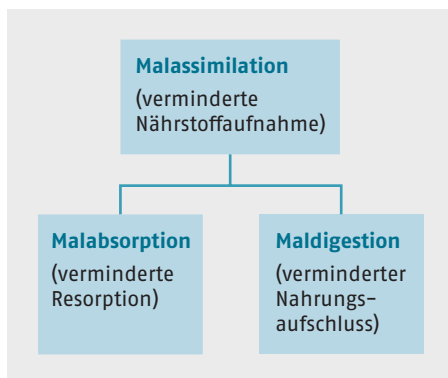 Malassimilation
(verminderte
Nährstoffaufnahme)
Malabsorption
(verminderte
Resorption)
Maldigestion
(verminderter
Nahrungs-
aufschluss)